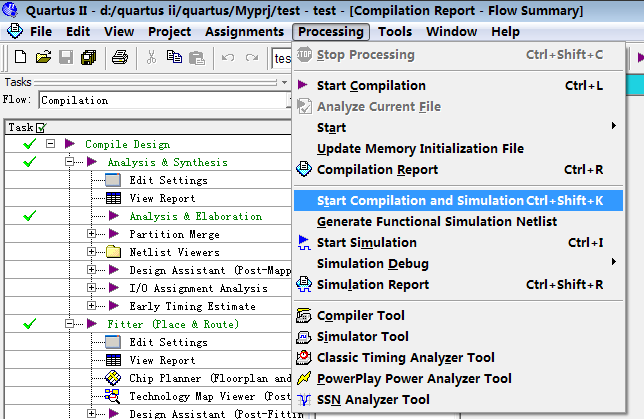 Quartus II - d:/quartus ii/quartus/Myprj/test - test - [Compilation Report - Flow Summary]
File Edit View Project Assignments Processing Tools Window Help
Tasks
Flow: Compilation
Task
Compile Design
Analysis & Synthesis
Edit Settings
View Report
Analysis & Elaboration
Partition Merge
Netlist Viewers
Design Assistant (Post-Mapp
I/O Assignment Analysis
Early Timing Estimate
Fitter (Place & Route)
Edit Settings
View Report
Chip Planner (Floorplan and
Technology Map Viewer (Post
Design Assistant (Post-Fittin
STOP Stop Processing Ctrl+Shift+C
Start Compilation Ctrl+L
Analyze Current File
Start
Update Memory Initialization File
Compilation Report Ctrl+R
Start Compilation and Simulation Ctrl+Shift+K
Generate Functional Simulation Netlist
Start Simulation Ctrl+I
Simulation Debug
Simulation Report Ctrl+Shift+R
Compiler Tool
Simulator Tool
Classic Timing Analyzer Tool
PowerPlay Power Analyzer Tool
SSN Analyzer Tool